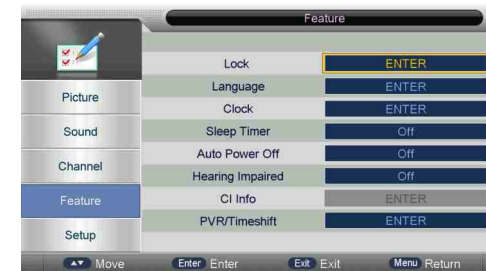 Feature
Lock ENTER
Language ENTER
Picture
Clock ENTER
Sound
Sleep Timer Off
Auto Power Off Off
Channel
Hearing Impaired Off
Feature
CI Info ENTER
PVR/Timeshift ENTER
Setup
Move Enter Enter Exit Exit Menu Return